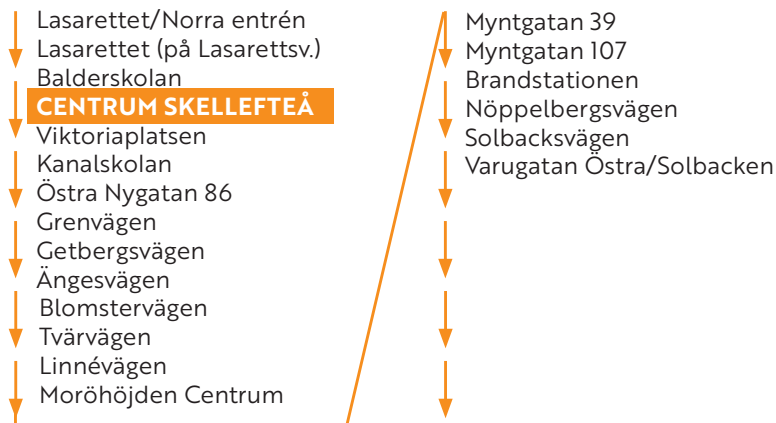 Lasarettet/Norra entrén
Lasarettet (på Lasarettsv.)
Balderskolan
CENTRUM SKELLEFTEÅ
Viktoriaplatsen
Kanalskolan
Östra Nygatan 86
Grenvägen
Getbergsvägen
Ängesvägen
Blomstervägen
Tvärvägen
Linnévägen
Moröhöjden Centrum
Myntgatan 39
Myntgatan 107
Brandstationen
Nöppelbergsvägen
Solbacksvägen
Varugatan Östra/Solbacken